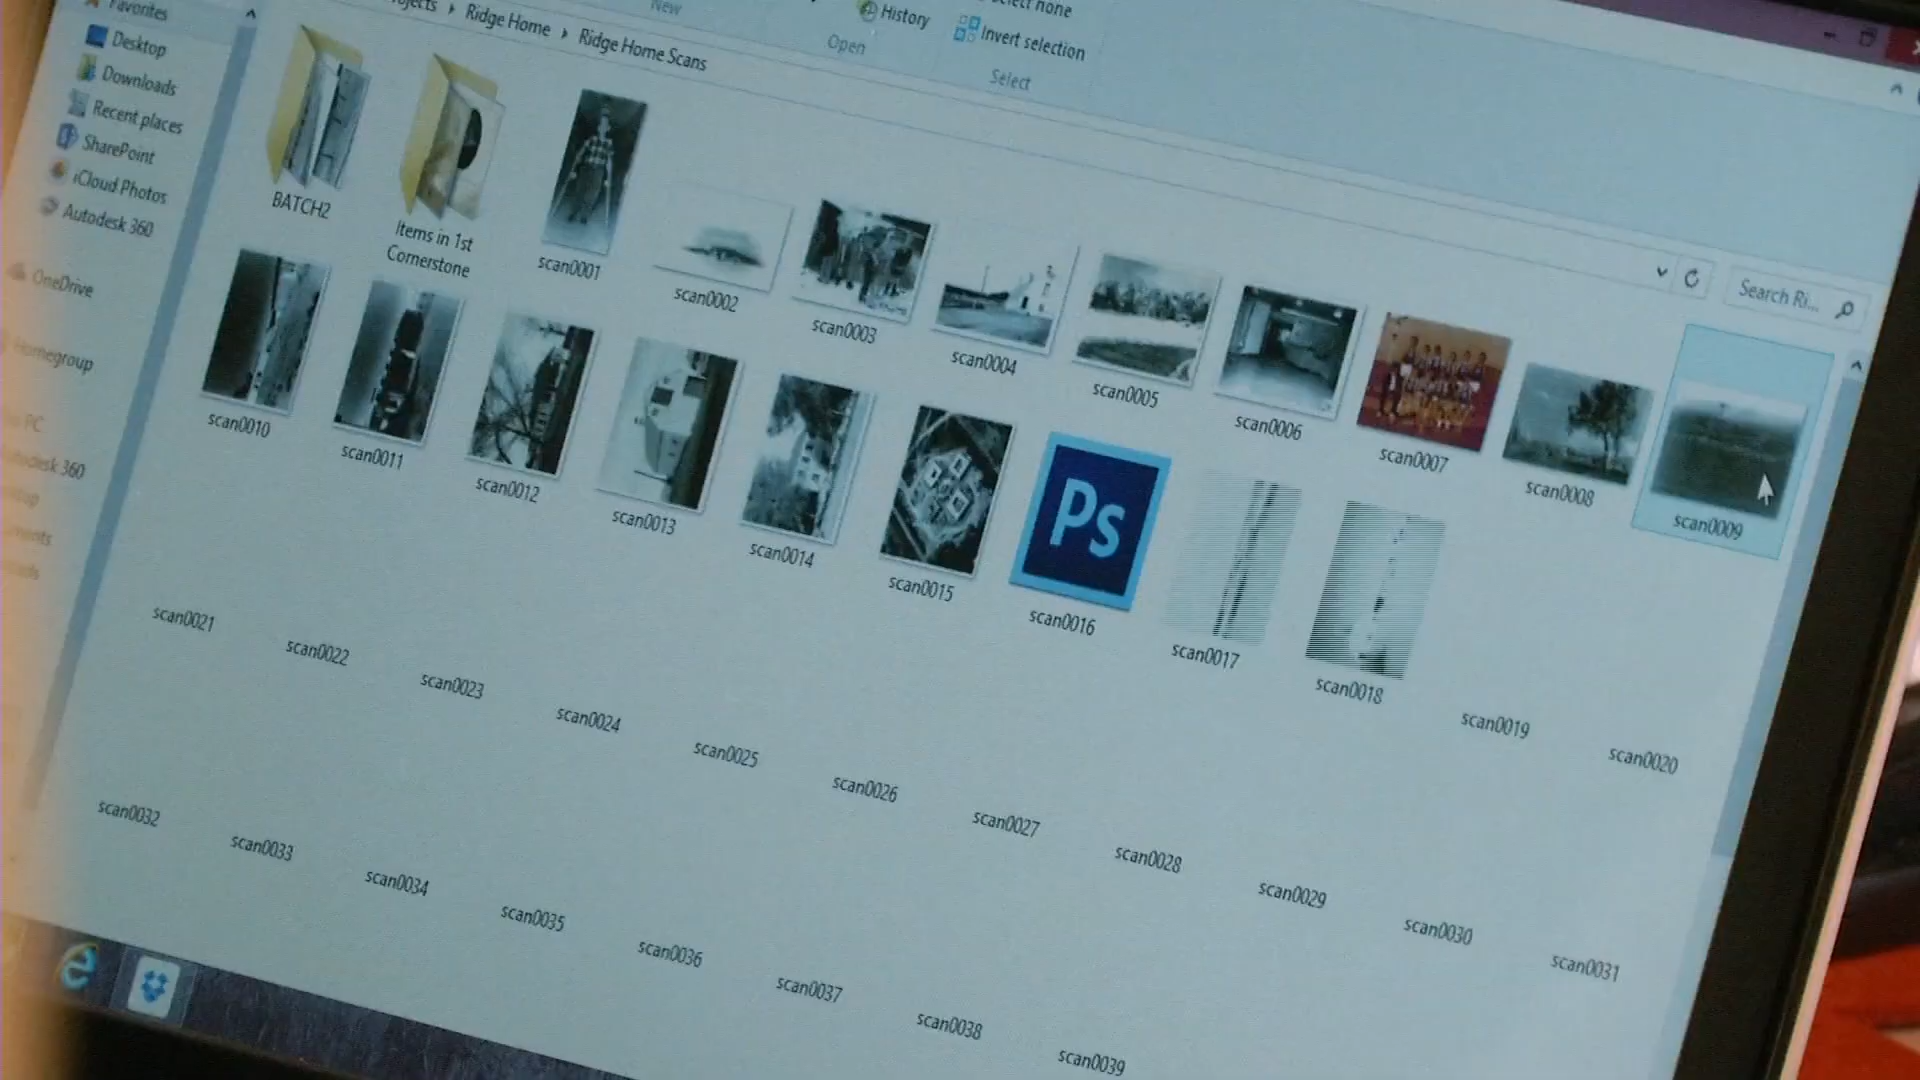 Ridge Home
Ridge Home Scans
New
History
Open
Invert selection
Select
Favorites
Desktop
Downloads
Recent places
SharePoint
iCloud Photos
Autodesk 360
OneDrive
Homegroup
PC
Search Ri...
BATCH2
Items in 1st
Cornerstone
scan0001
scan0002
scan0003
scan0004
scan0005
scan0006
scan0007
scan0008
scan0009
scan0010
scan0011
scan0012
scan0013
scan0014
scan0015
Ps
scan0016
scan0017
scan0018
scan0019
scan0020
scan0021
scan0022
scan0023
scan0024
scan0025
scan0026
scan0027
scan0028
scan0029
scan0030
scan0031
scan0032
scan0033
scan0034
scan0035
scan0036
scan0037
scan0038
scan0039